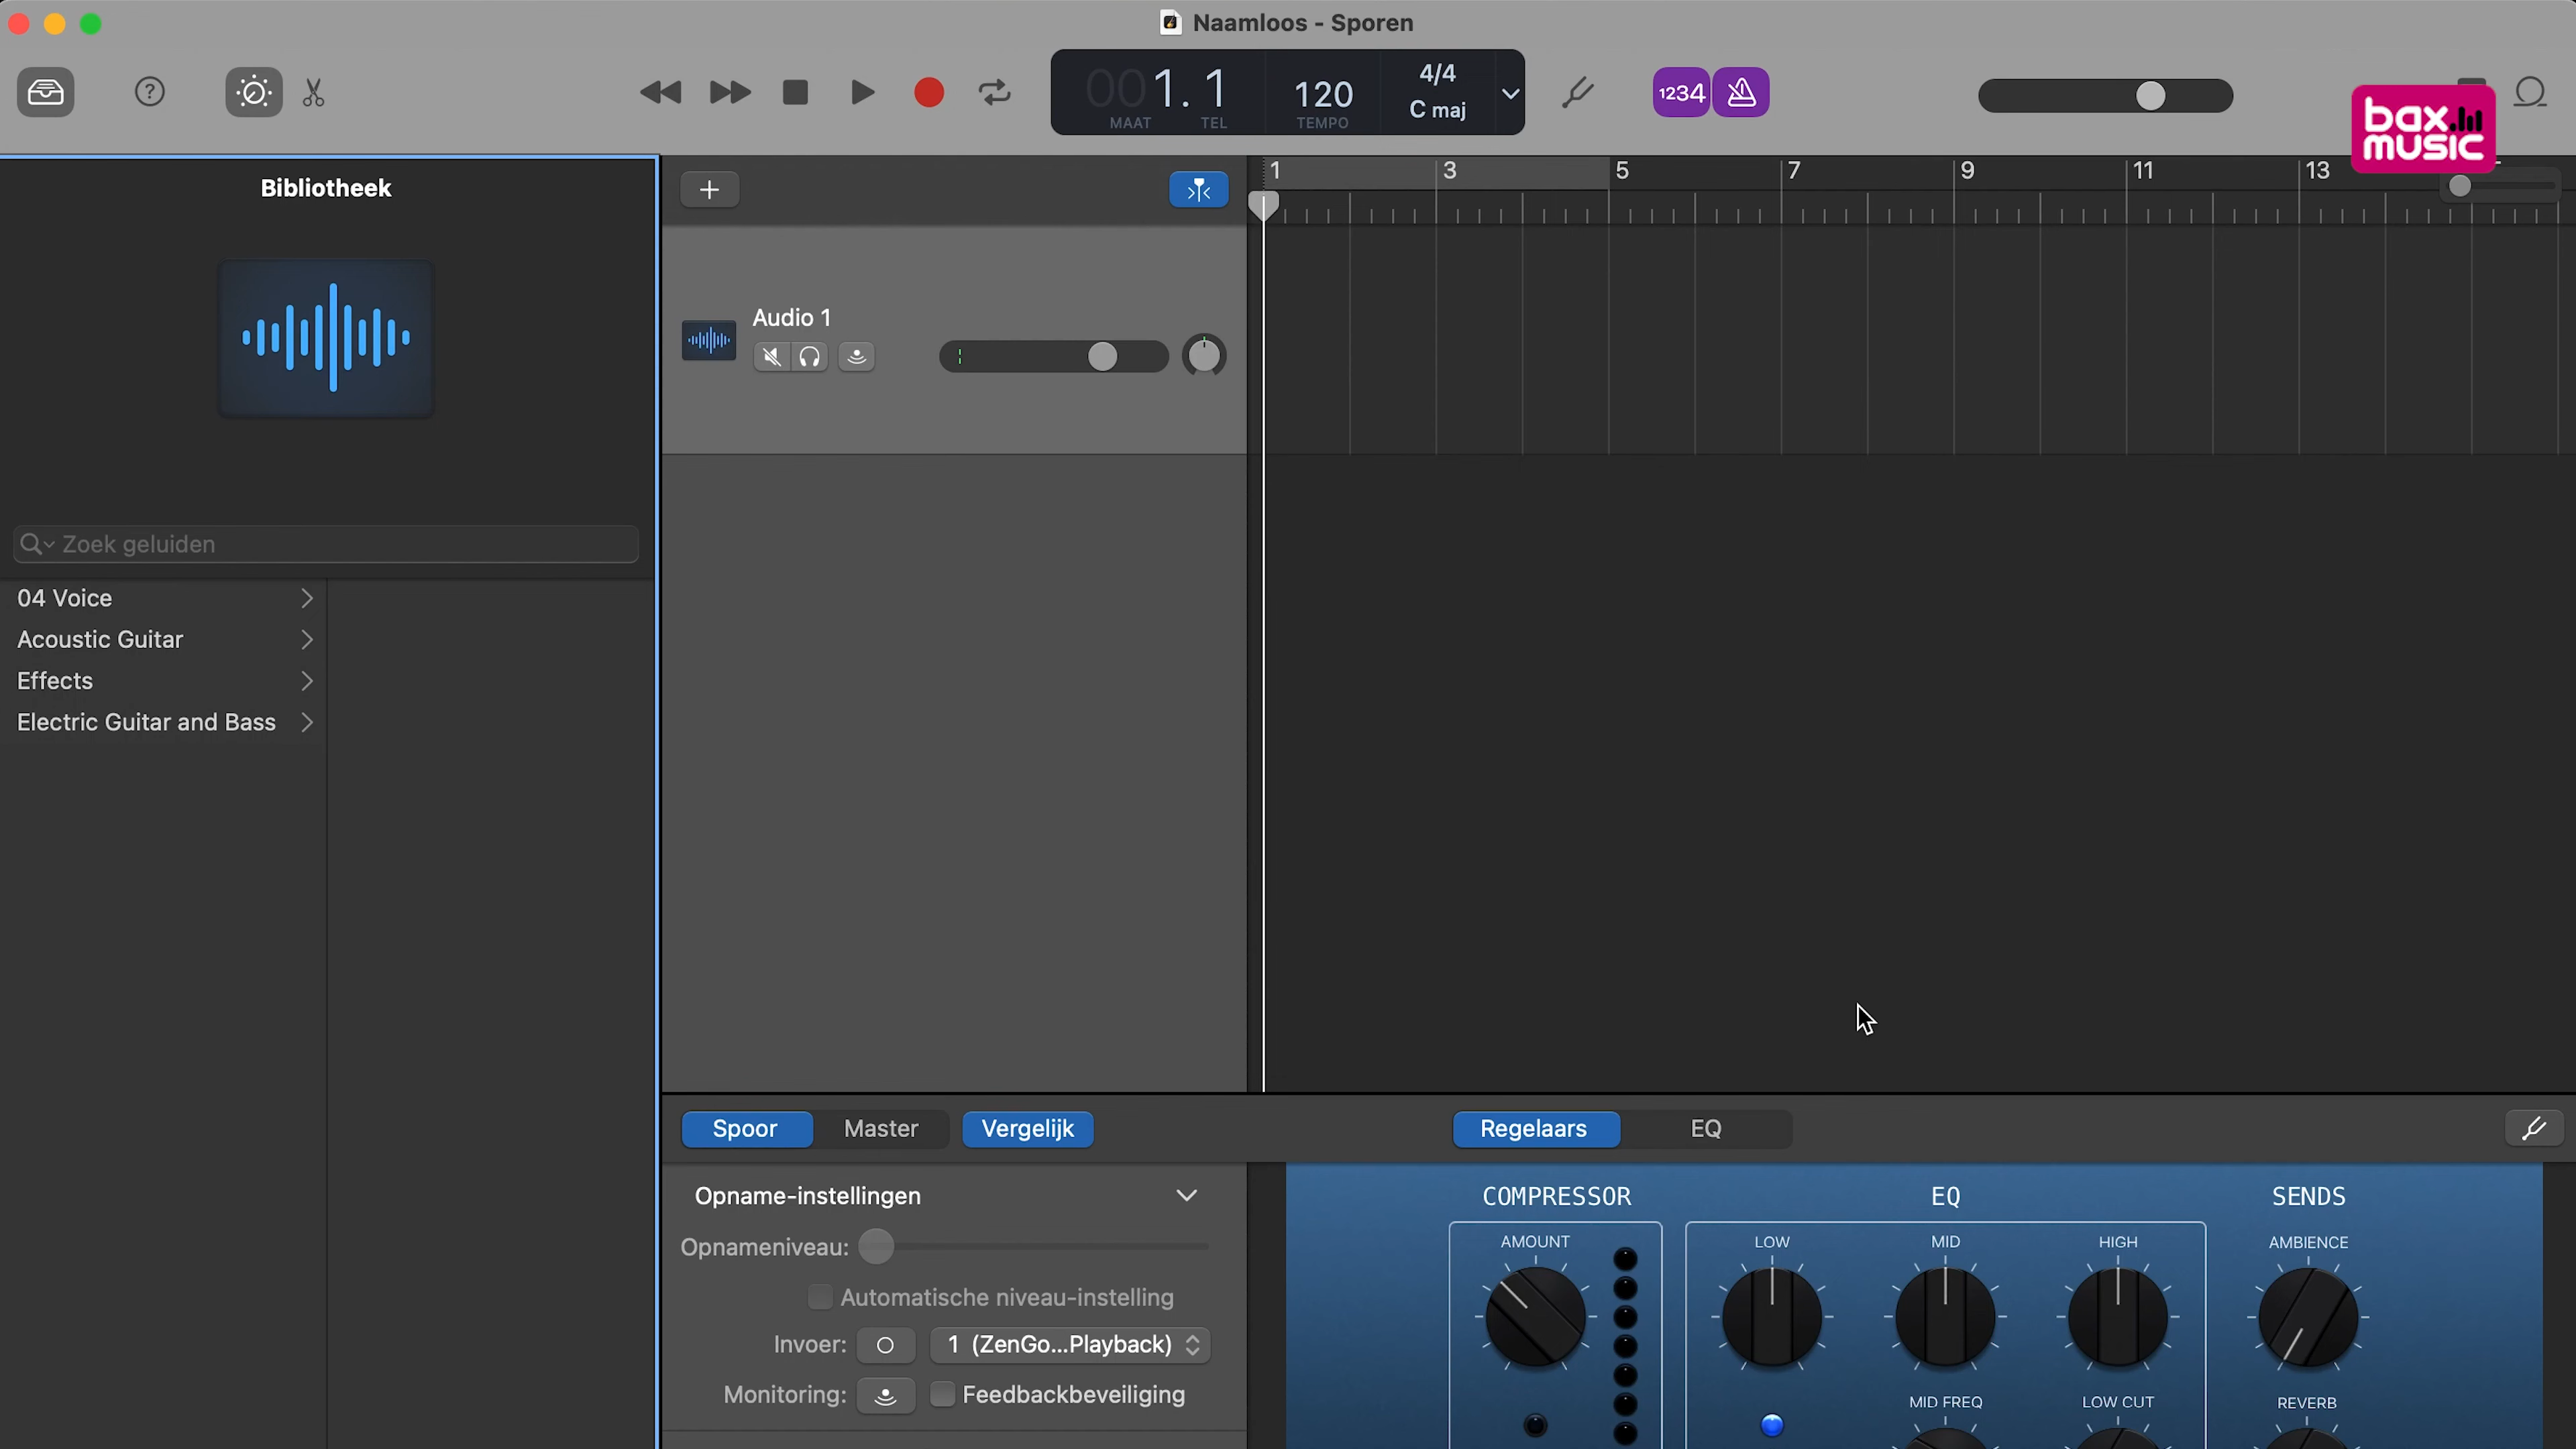 Naamloos - Sporen
001. 1
MAAT TEL
120
TEMPO
4/4
C maj
1234
bax music
Bibliotheek
1 3 5 7 9 11 13
Audio 1
Zoek geluiden
04 Voice
Acoustic Guitar
Effects
Electric Guitar and Bass
Spoor Master Vergelijk
Regelaars EQ
Opname-instellingen
Opnameniveau:
Automatische niveau-instelling
Invoer: 1 (ZenGo...Playback)
Monitoring: Feedbackbeveiliging
COMPRESSOR EQ SENDS
AMOUNT LOW MID HIGH AMBIENCE
MID FREQ LOW CUT REVERB